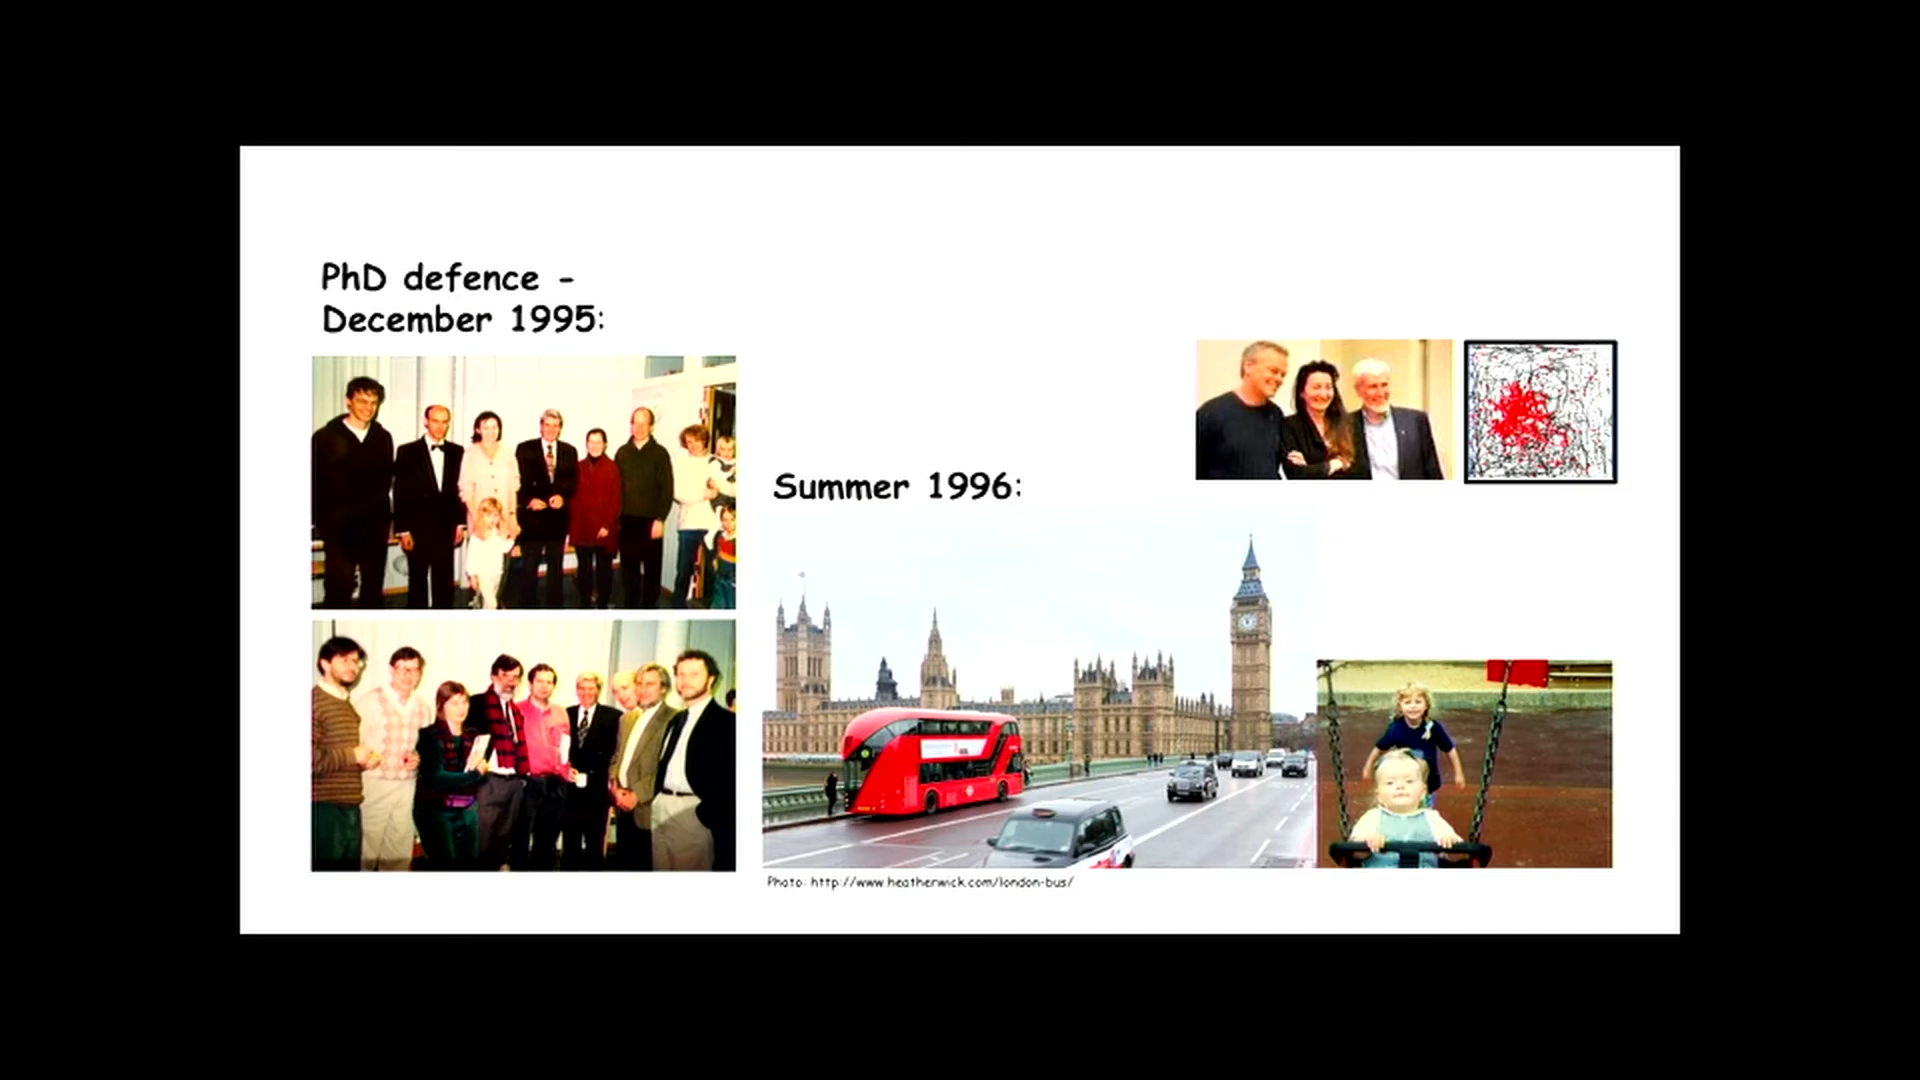 PhD defence -
December 1995:
Summer 1996:
Photo: http://www.heatherwick.com/london-bus/